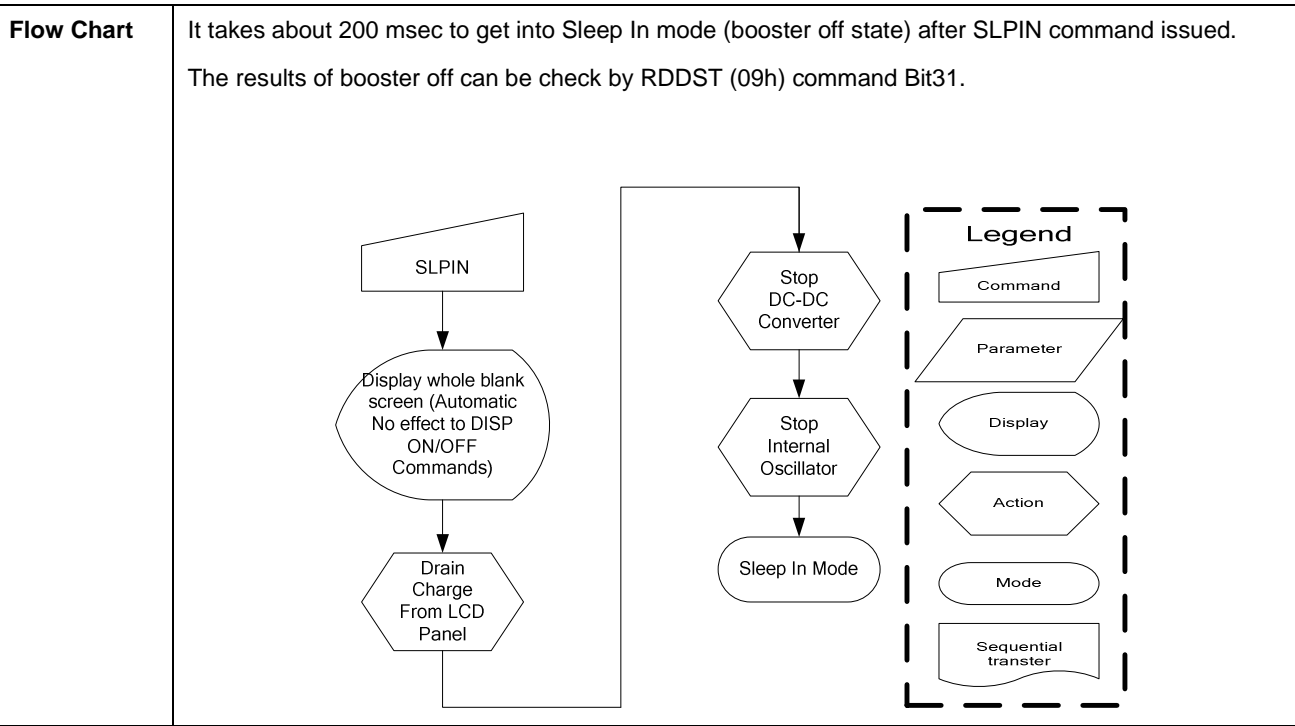 Flow Chart
It takes about 200 msec to get into Sleep In mode (booster off state) after SLPIN command issued.
The results of booster off can be check by RDDST (09h) command Bit31.
SLPIN
Display whole blank
screen (Automatic
No effect to DISP
ON/OFF
Commands)
Drain
Charge
From LCD
Panel
Stop
DC-DC
Converter
Stop
Internal
Oscillator
Sleep In Mode
Legend
Command
Parameter
Display
Action
Mode
Sequential
transter